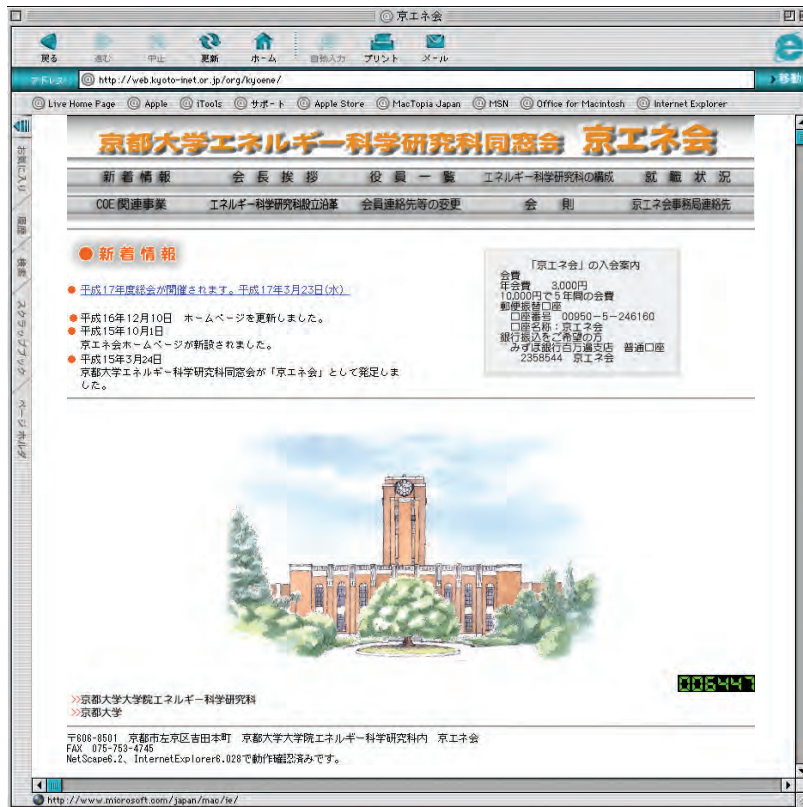 京エネ会
戻る 進む 中止 更新 ホーム 自動入力 プリント メール
アドレス: http://web.kyoto-inet.or.jp/org/kyoene/ 移動
Live Home Page Apple iTools サポート Apple Store MacTopia Japan MSN Office for Macintosh Internet Explorer
お気に入り
履歴
検索
スクラップブック
ページ ホルダ
京都大学エネルギー科学研究科同窓会 京エネ会
新着情報 会長挨拶 役員一覧 エネルギー科学研究科の構成 就職状況
COE関連事業 エネルギー科学研究科設立沿革 会員連絡先等の変更 会則 京エネ会事務局連絡先
●新着情報
● 平成17年度総会が開催されます。平成17年3月23日(水)
● 平成16年12月10日 ホームページを更新しました。
● 平成15年10月1日
京エネ会ホームページが新設されました。
● 平成15年3月24日
京都大学エネルギー科学研究科同窓会が「京エネ会」として発足しま
した。
「京エネ会」の入会案内
会費
年会費 3,000円
10,000円で5年間の会費
郵便振替口座
口座番号 00950-5-246160
口座名称:京エネ会
銀行振込をご希望の方
みずほ銀行百万遍支店 普通口座
2358544 京エネ会
006447
>>京都大学大学院エネルギー科学研究科
>>京都大学
〒606-8501 京都市左京区吉田本町 京都大学大学院エネルギー科学研究科内 京エネ会
FAX 075-753-4745
NetScape6.2、InternetExplorer6.028で動作確認済みです。
http://www.microsoft.com/japan/mac/ie/